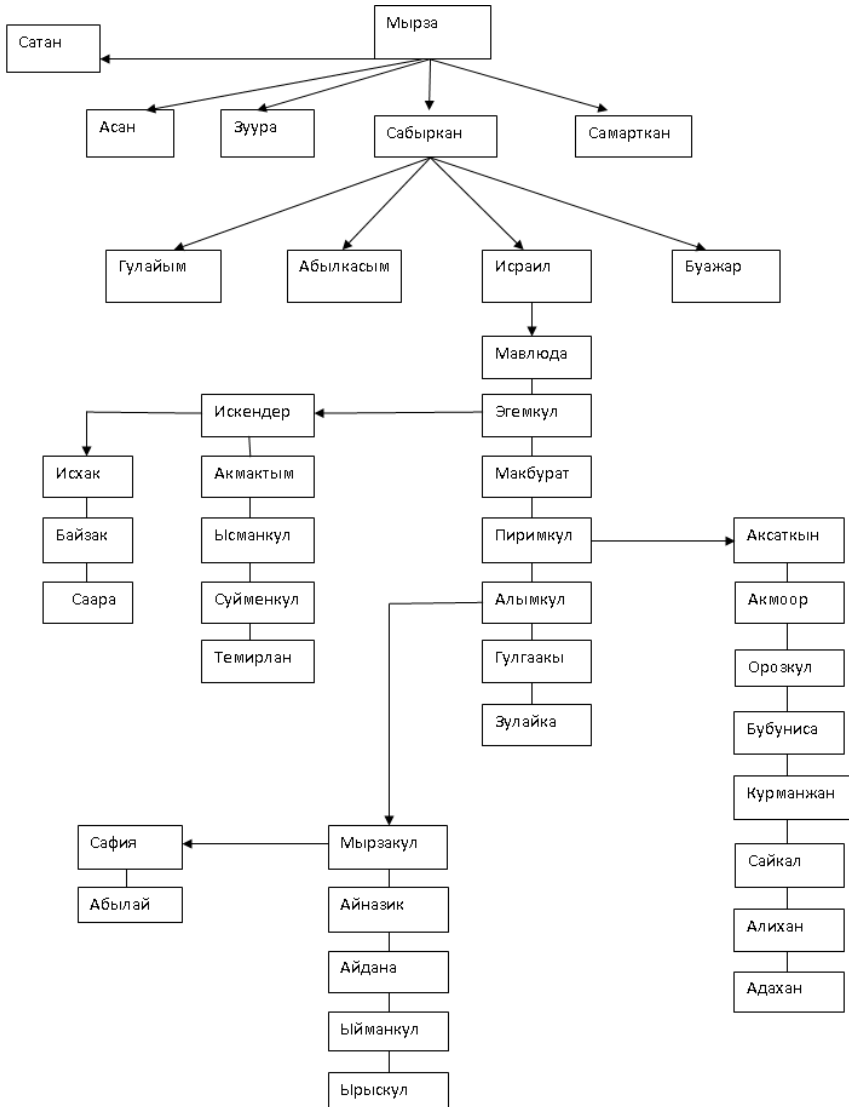 Мырза
Сатан
Асан
Зуура
Сабыркан
Самарткан
Гулайым
Абылкасым
Исраил
Буажар
Мавлюда
Искендер
Эгемкул
Исхак
Акмактым
Макбурат
Байзак
Ысманкул
Пиримкул
Аксаткын
Саара
Суйменкул
Алымкул
Акмоор
Темирлан
Гулгаакы
Орозкул
Зулайка
Бубуниса
Курманжан
Сафия
Мырзакул
Сайкал
Абылай
Айназик
Алихан
Айдана
Адахан
Ыйманкул
Ырыскул